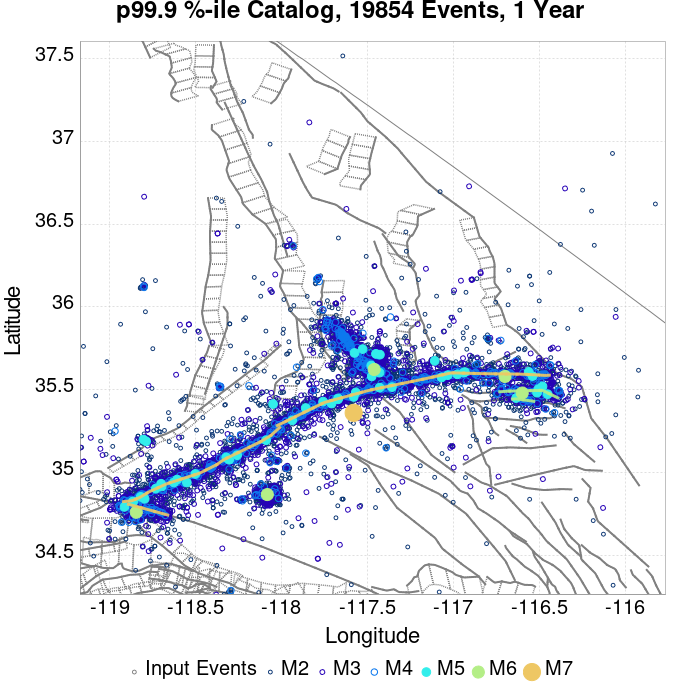 p99.9 %-ile Catalog, 19854 Events, 1 Year
37.5
37
36.5
36
35.5
35
34.5
Latitude
-119 -118.5 -118 -117.5 -117 -116.5 -116
Longitude
Input Events M2 M3 M4 M5 M6 M7